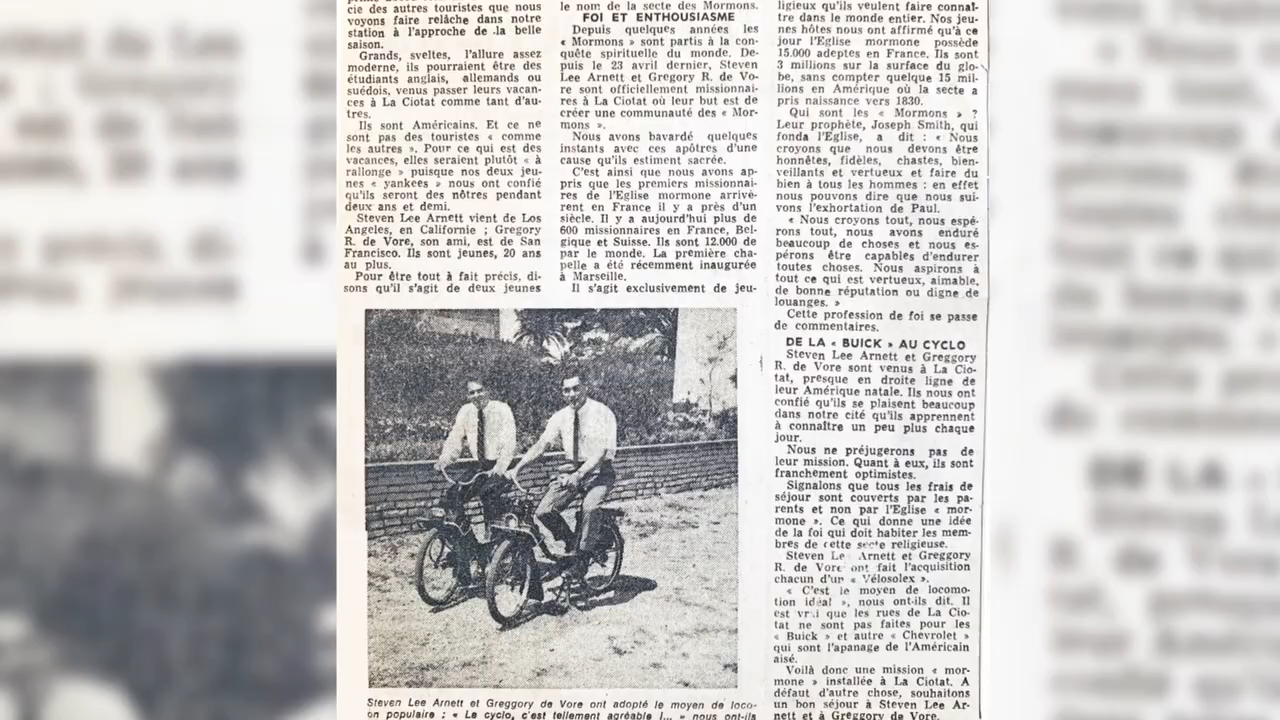 cie des autres touristes que nous
voyons faire relâche dans notre
station à l'approche de la belle
saison.
Grands, sveltes, l'allure assez
moderne, ils pourraient être des
étudiants anglais, allemands ou
suédois, venus passer leurs vacan-
ces à La Ciotat comme tant d'au-
tres.
Ils sont Américains. Et ce ne
sont pas des touristes « comme
les autres ». Pour ce qui est des
vacances, elles seraient plutôt « à
rallonge » puisque nos deux jeu-
nes « yankees » nous ont confié
qu'ils seront des nôtres pendant
deux ans et demi.
Steven Lee Arnett vient de Los
Angeles, en Californie ; Gregory
R. de Vore, son ami, est de San
Francisco. Ils sont jeunes, 20 ans
au plus.
Pour être tout à fait précis, di-
sons qu'il s'agit de deux jeunes
le nom de la secte des Mormons.
FOI ET ENTHOUSIASME
Depuis quelques années les
« Mormons » sont partis à la con-
quête spirituelle du monde. De-
puis le 23 avril dernier, Steven
Lee Arnett et Gregory R. de Vo-
re sont officiellement missionnai-
res à La Ciotat où leur but est de
créer une communauté des « Mor-
mons ».
Nous avons bavardé quelques
instants avec ces apôtres d'une
cause qu'ils estiment sacrée.
C'est ainsi que nous avons ap-
pris que les premiers missionnai-
res de l'Eglise mormone arrivè-
rent en France il y a près d'un
siècle. Il y a aujourd'hui plus de
600 missionnaires en France, Bel-
gique et Suisse. Ils sont 12.000 de
par le monde. La première cha-
pelle a été récemment inaugurée
à Marseille.
Il s'agit exclusivement de jeu-
ligieux qu'ils veulent faire connaî-
tre dans le monde entier. Nos jeu-
nes hôtes nous ont affirmé qu'à ce
jour l'Eglise mormone possède
15.000 adeptes en France. Ils sont
3 millions sur la surface du glo-
be, sans compter quelque 15 mil-
lions en Amérique où la secte a
pris naissance vers 1830.
Qui sont les « Mormons » ?
Leur prophète, Joseph Smith, qui
fonda l'Eglise, a dit : « Nous
croyons que nous devons être
honnêtes, fidèles, chastes, bien-
veillants et vertueux et faire du
bien à tous les hommes : en effet
nous pouvons dire que nous sui-
vons l'exhortation de Paul.
« Nous croyons tout, nous espé-
rons tout, nous avons enduré
beaucoup de choses et nous es-
pérons être capables d'endurer
toutes choses. Nous aspirons à
tout ce qui est vertueux, aimable,
de bonne réputation ou digne de
louanges. »
Cette profession de foi se passe
de commentaires.
DE LA « BUICK » AU CYCLO
Steven Lee Arnett et Greggory
R. de Vore sont venus à La Cio-
tat, presque en droite ligne de
leur Amérique natale. Ils nous ont
confié qu'ils se plaisent beaucoup
dans notre cité qu'ils apprennent
à connaître un peu plus chaque
jour.
Nous ne préjugerons pas de
leur mission. Quant à eux, ils sont
franchement optimistes.
Signalons que tous les frais de
séjour sont couverts par les pa-
rents et non par l'Eglise « mor-
mone ». Ce qui donne une idée
de la foi qui doit habiter les mem-
bres de cette secte religieuse.
Steven Le Arnett et Greggory
R. de Vore ont fait l'acquisition
chacun d'un « Vélosolex ».
« C'est le moyen de locomo-
tion idéal », nous ont-ils dit. Il
est vrai que les rues de La Cio-
tat ne sont pas faites pour les
« Buick » et autre « Chevrolet »
qui sont l'apanage de l'Américain
aisé.
Voilà donc une mission « mor-
mone » installée à La Ciotat. A
défaut d'autre chose, souhaitons
un bon séjour à Steven Lee Ar-
nett et à Greggory de Vore.
Steven Lee Arnett et Greggory de Vore ont adopté le moyen de loco-
on populaire : « Le cyclo, c'est tellement agréable !... » nous ont-ils